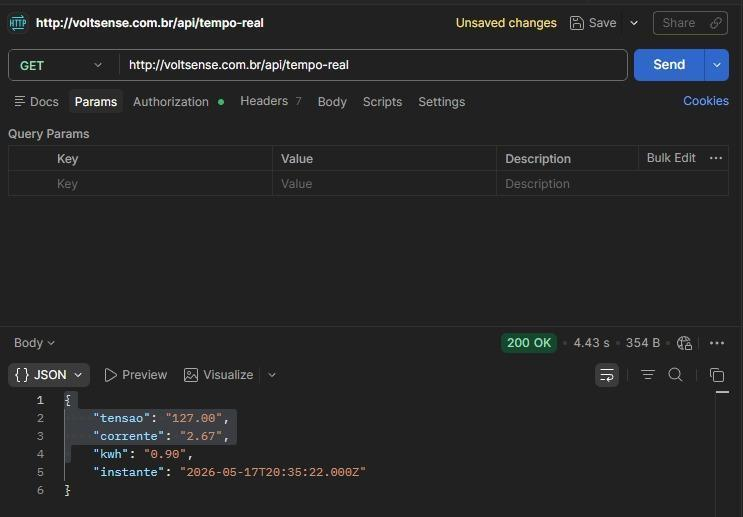 HTTP http://voltsense.com.br/api/tempo-real Unsaved changes Save Share
GET http://voltsense.com.br/api/tempo-real Send
Docs Params Authorization Headers 7 Body Scripts Settings Cookies
Query Params
Key Value Description Bulk Edit ...
Key Value Description
Body 200 OK • 4.43 s • 354 B • ...
{} JSON Preview Visualize
1 {
2 "tensao": "127.00",
3 "corrente": "2.67",
4 "kwh": "0.90",
5 "instante": "2026-05-17T20:35:22.000Z"
6 }